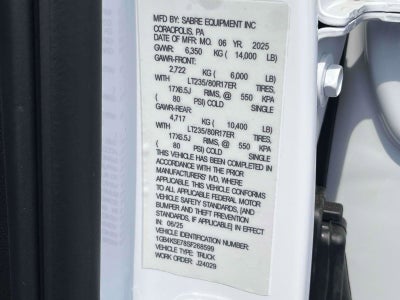 MFD BY: SABRE EQUIPMENT INC
CORAOPOLIS, PA
DATE OF MFR: MO. 06 YR. 2025
GVWR: 6,350 KG ( 14,000 LB)
GAWR-FRONT:
2,722 KG ( 6,000 LB)
WITH LT235/80R17ER TIRES,
17X6.5J RIMS, @ 550 KPA
( 80 PSI) COLD SINGLE
GAWR-REAR:
4,717 KG ( 10,400 LB)
WITH LT235/80R17ER TIRES,
17X6.5J RIMS, @ 550 KPA
( 80 PSI) COLD SINGLE
THIS VEHICLE HAS BEEN COMPLETED IN
ACCORDANCE WITH THE PRIOR
MANUFACTURERS' IVD, WHERE
APPLICABLE. THIS VEHICLE CONFORMS
TO ALL APPLICABLE FEDERAL MOTOR
VEHICLE SAFETY STANDARDS, (AND
BUMPER AND THEFT PREVENTION
STANDARDS, IF APPLICABLE) IN EFFECT
IN: 06/25
VEHICLE IDENTIFICATION NUMBER:
1GB4KSE78SF268599
VEHICLE TYPE: TRUCK
WORK ORDER: J24029